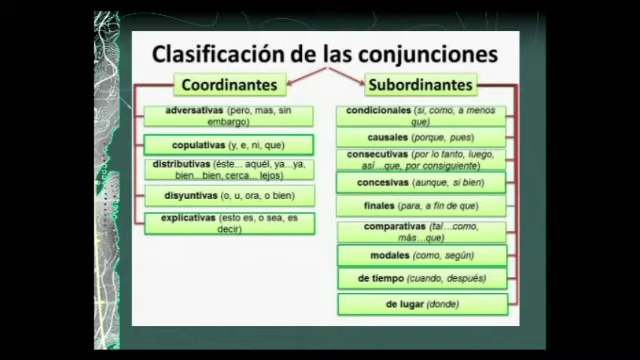 Clasificación de las conjunciones
Coordinantes
adversativas (pero, mas, sin
embargo)
copulativas (y, e, ni, que)
distributivas (éste... aquél, ya...ya,
bien...bien, cerca... lejos)
disyuntivas (o, u, ora, o bien)
explicativas (esto es, o sea, es
decir)
Subordinantes
condicionales (si, como, a menos
que)
causales (porque, pues)
consecutivas (por lo tanto, luego,
así...que, por consiguiente)
concesivas (aunque, si bien)
finales (para, a fin de que)
comparativas (tal...como,
más...que)
modales (como, según)
de tiempo (cuando, después)
de lugar (donde)